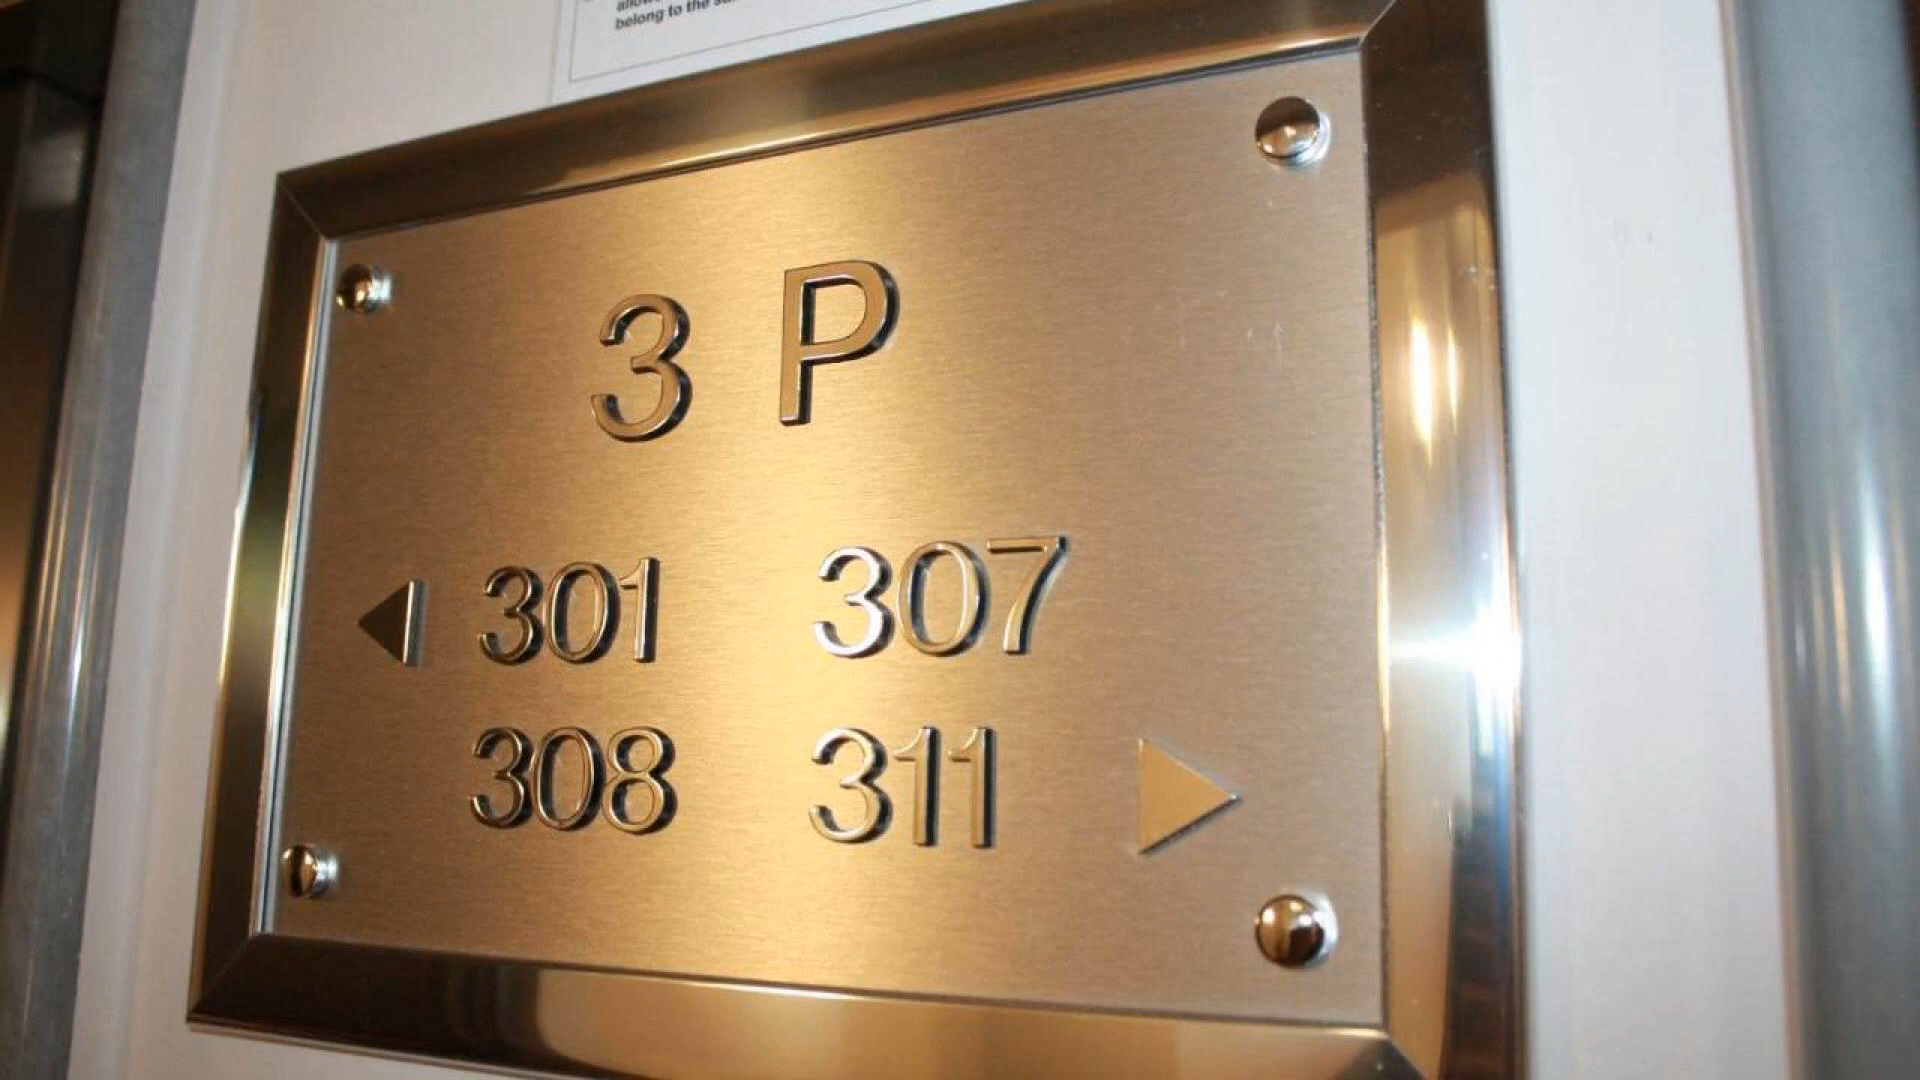 belong to the
3 P
◀ 301 307
308 311 ▶